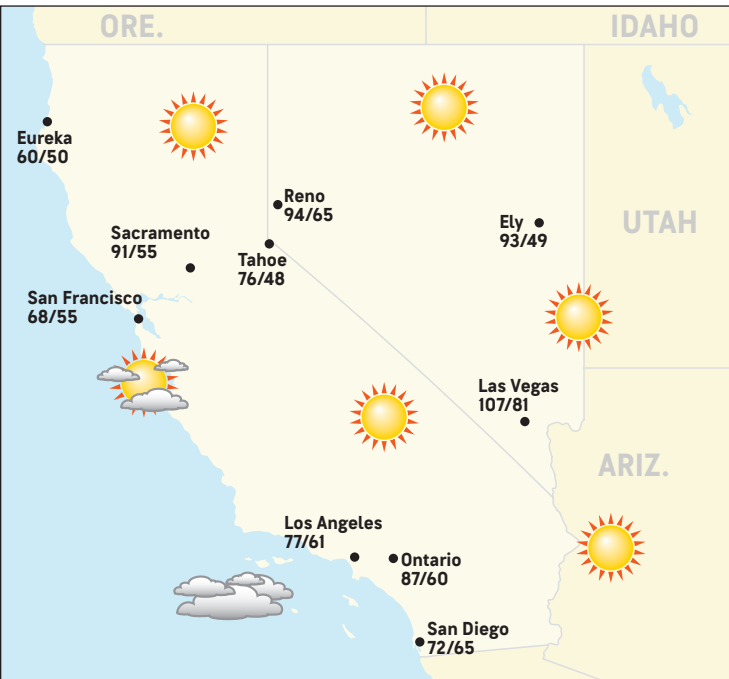 ORE.
IDAHO
Eureka
60/50
Reno
94/65
Ely
93/49
UTAH
Sacramento
91/55
Tahoe
76/48
San Francisco
68/55
Las Vegas
107/81
ARIZ.
Los Angeles
77/61
Ontario
87/60
San Diego
72/65